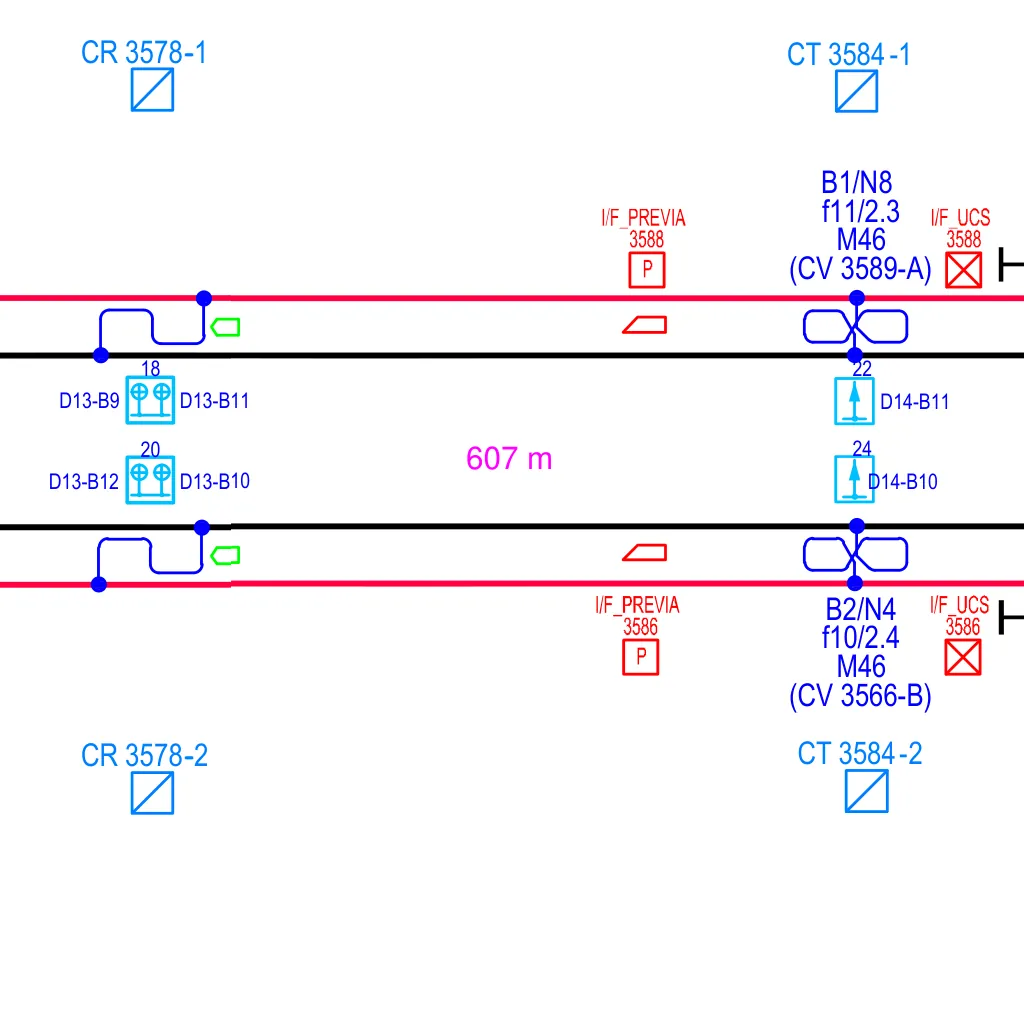 CR 3578-1
CT 3584-1
B1/N8
f11/2.3
M46
(CV 3589-A)
I/F_PREVIA
3588
P
I/F_UCS
3588
18
D13-B9
D13-B11
22
D14-B11
20
D13-B12
D13-B10
607 m
24
D14-B10
I/F_PREVIA
3586
P
B2/N4
f10/2.4
M46
(CV 3566-B)
I/F_UCS
3586
CR 3578-2
CT 3584-2